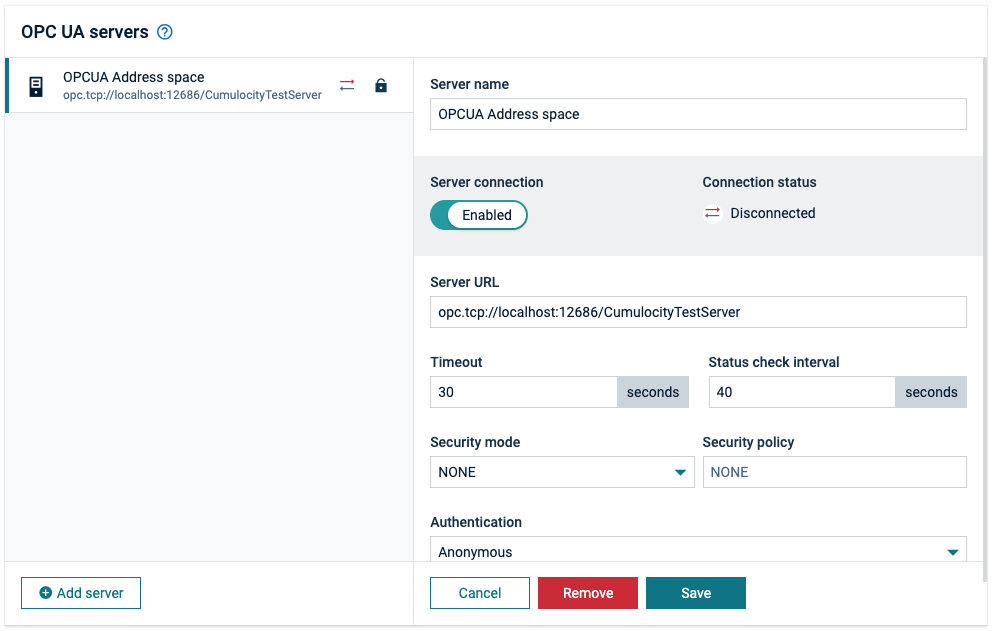 OPC UA servers
OPCUA Address space
opc.tcp://localhost:12686/CumulocityTestServer
Server name
OPCUA Address space
Server connection
Connection status
Enabled
Disconnected
Server URL
opc.tcp://localhost:12686/CumulocityTestServer
Timeout
Status check interval
30 seconds
40 seconds
Security mode
Security policy
NONE
NONE
Authentication
Anonymous
Add server
Cancel
Remove
Save